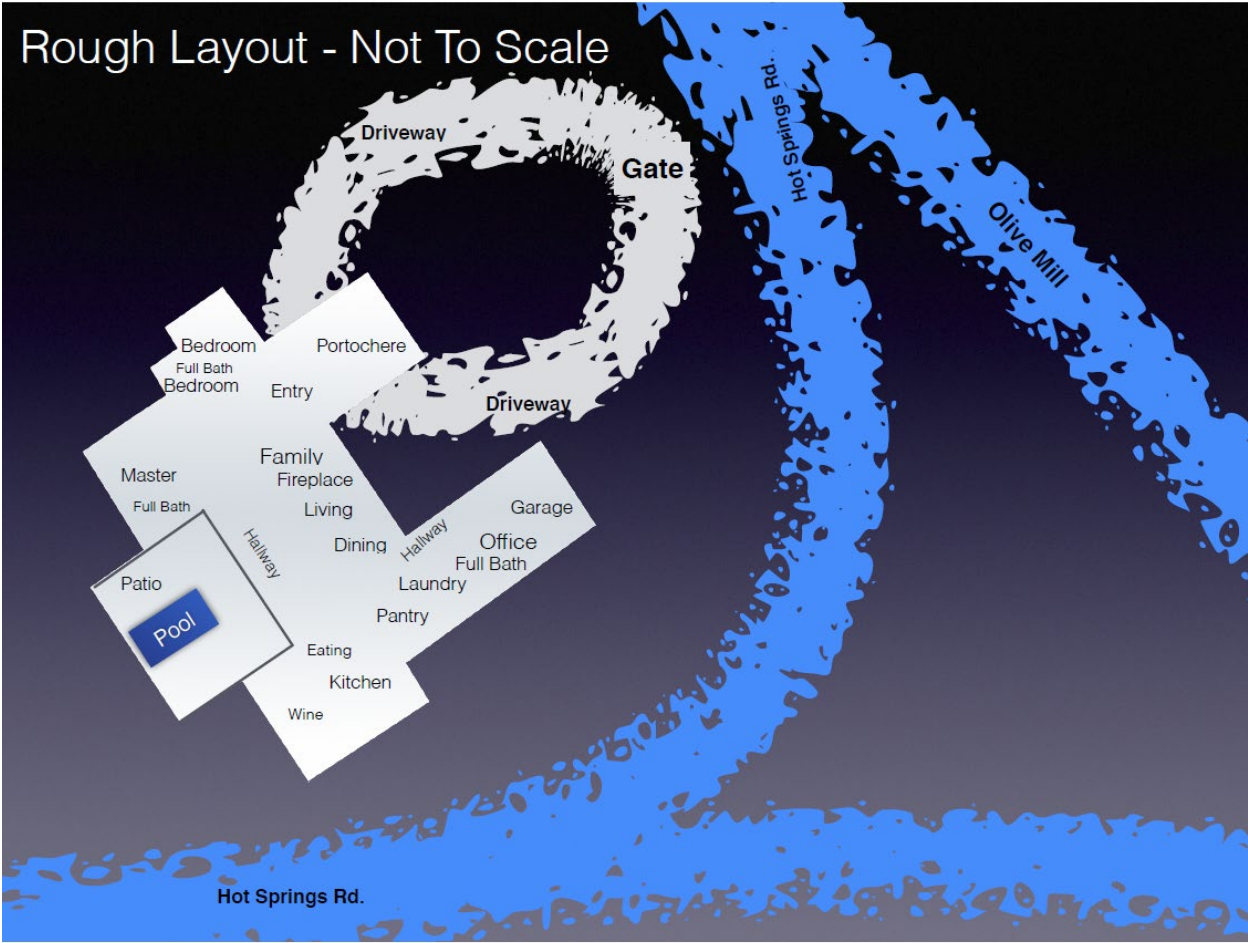 Rough Layout - Not To Scale
Hot Springs Rd.
Driveway
Gate
Olive Mill
Bedroom
Full Bath
Bedroom
Portochere
Entry
Driveway
Family
Fireplace
Master
Full Bath
Living
Garage
Dining
Hallway
Office
Hallway
Full Bath
Patio
Laundry
Pool
Pantry
Eating
Kitchen
Wine
Hot Springs Rd.